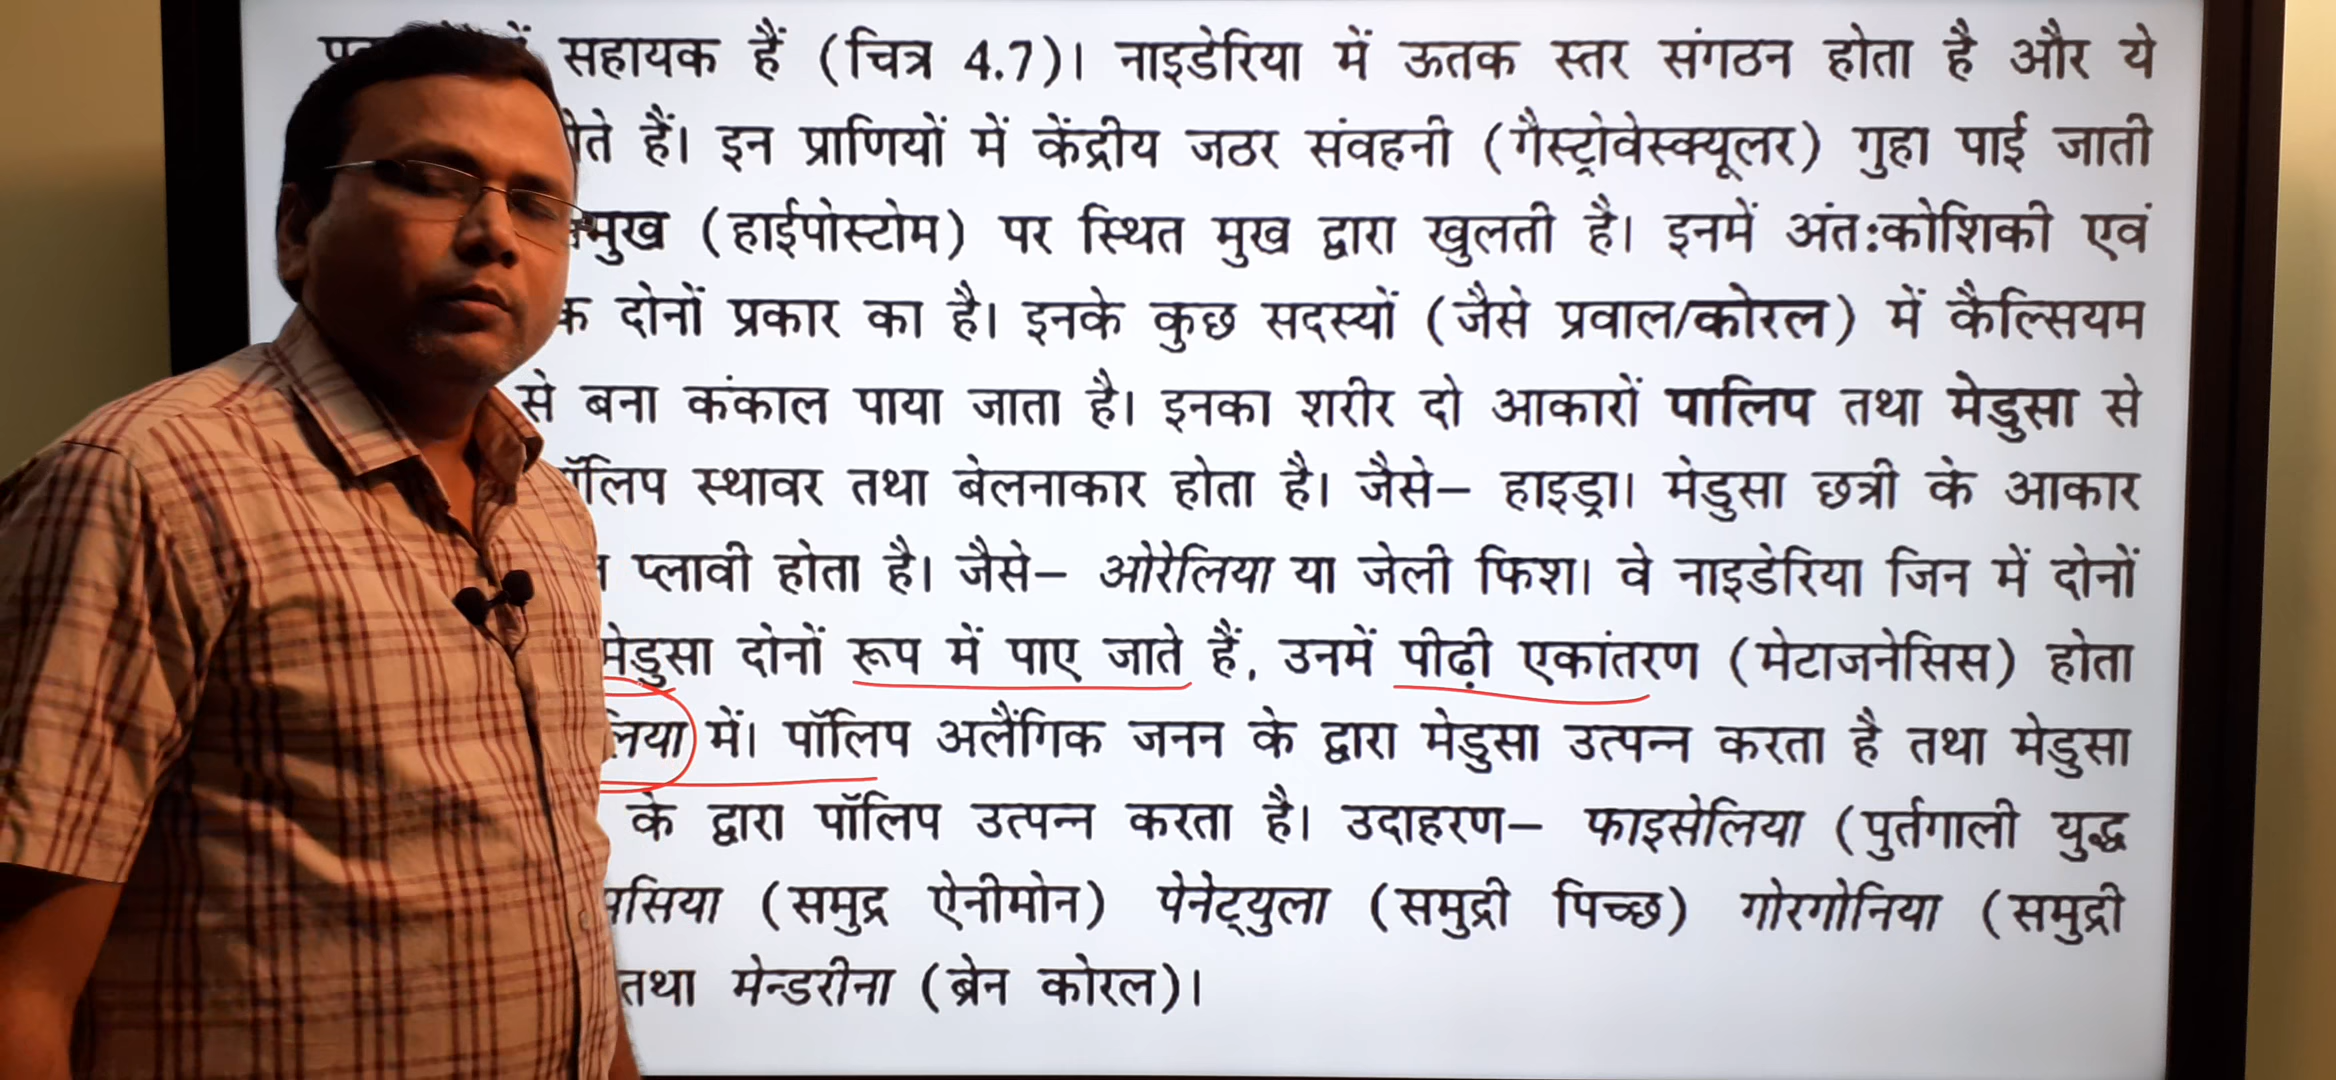 सहायक हैं (चित्र 4.7)। नाइडेरिया में ऊतक स्तर संगठन होता है और ये
हैं। इन प्राणियों में केंद्रीय जठर संवहनी (गैस्ट्रोवेस्क्यूलर) गुहा पाई जाती
(हाईपोस्टोम) पर स्थित मुख द्वारा खुलती है। इनमें अंत:कोशिकी एवं
दोनों प्रकार का है। इनके कुछ सदस्यों (जैसे प्रवाल/कोरल) में कैल्सियम
से बना कंकाल पाया जाता है। इनका शरीर दो आकारों पालिप तथा मेडुसा से
स्थावर तथा बेलनाकार होता है। जैसे– हाइड्रा। मेडुसा छत्री के आकार
प्लावी होता है। जैसे– ओरेलिया या जेली फिश। वे नाइडेरिया जिन में दोनों
मेडुसा दोनों रूप में पाए जाते हैं, उनमें पीढ़ी एकांतरण (मेटाजनेसिस) होता
में। पॉलिप अलैंगिक जनन के द्वारा मेडुसा उत्पन्न करता है तथा मेडुसा
के द्वारा पॉलिप उत्पन्न करता है। उदाहरण– फाइसेलिया (पुर्तगाली युद्ध
(समुद्र ऐनीमोन) पेनेट्युला (समुद्री पिच्छ) गोरगोनिया (समुद्री
तथा मेन्डरीना (ब्रेन कोरल)।